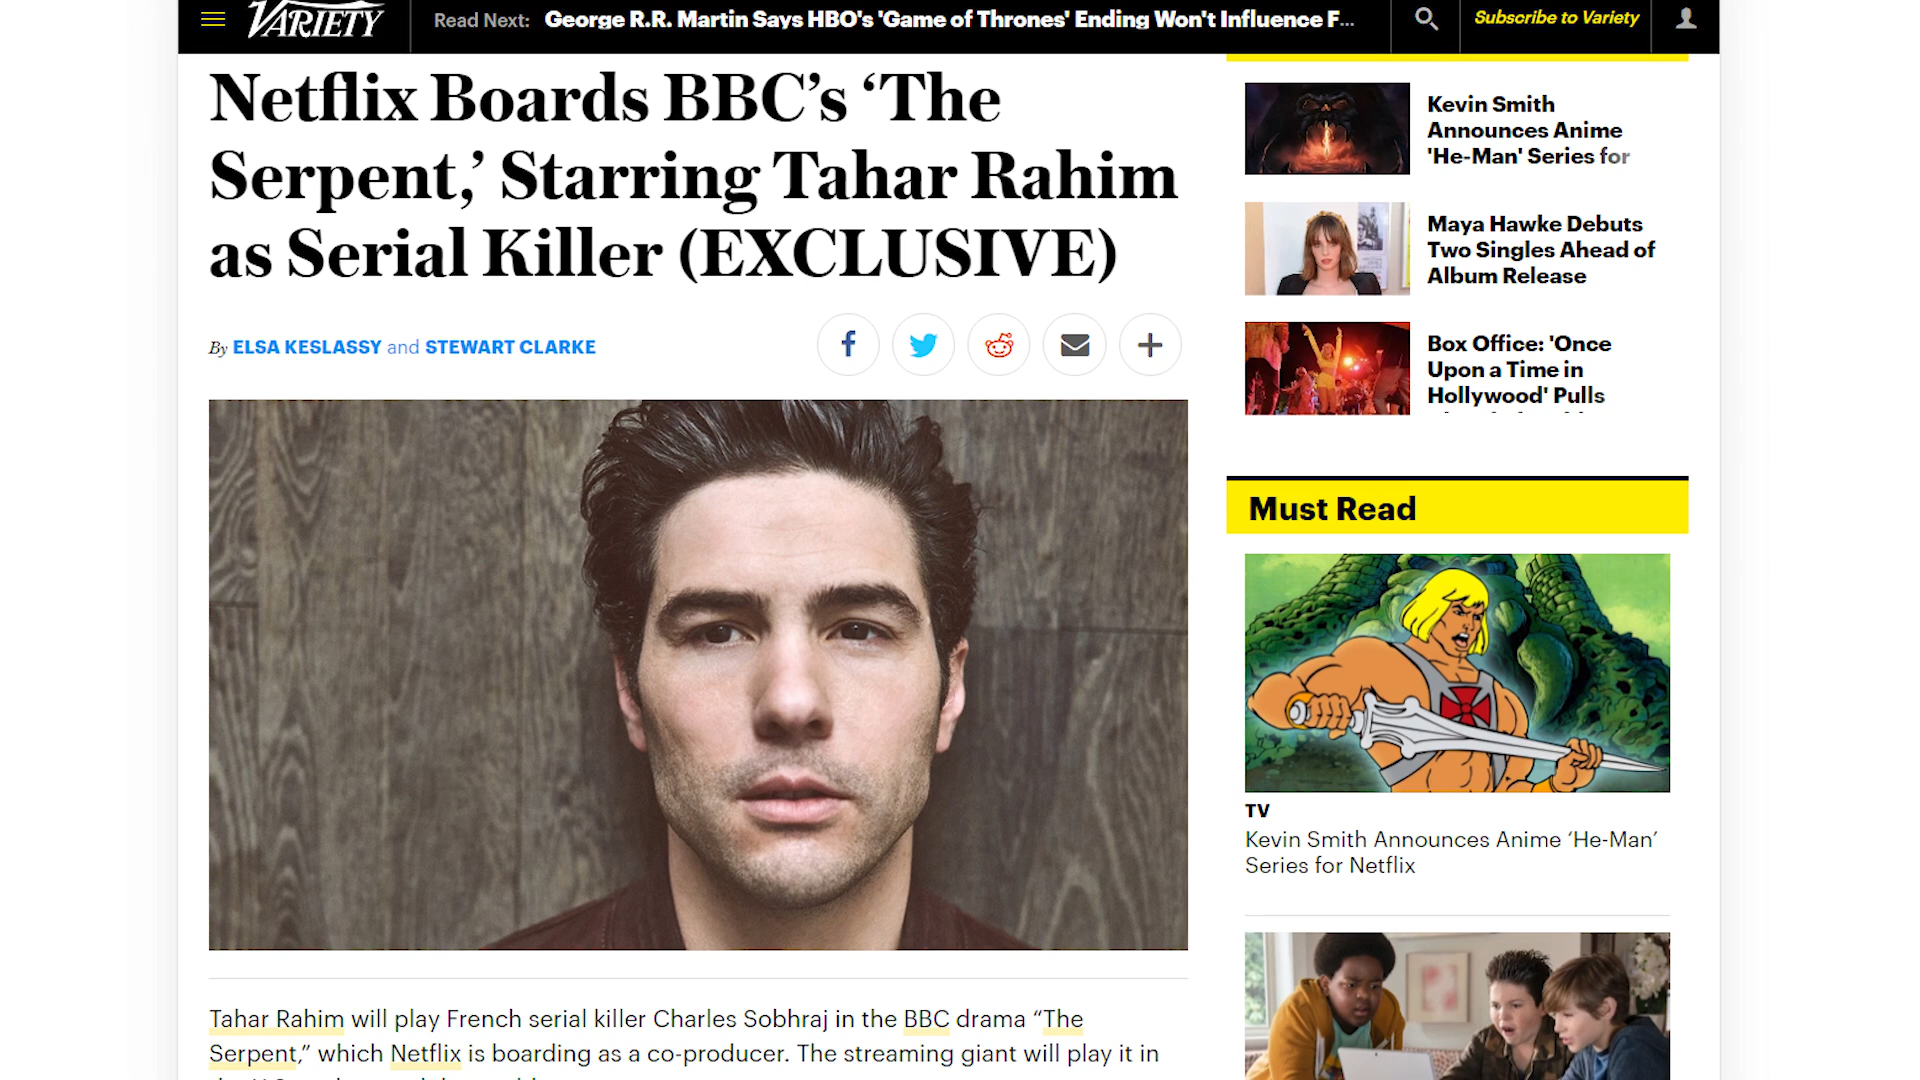 VARIETY
Read Next: George R.R. Martin Says HBO's 'Game of Thrones' Ending Won't Influence F...
Subscribe to Variety
Netflix Boards BBC’s ‘The
Serpent,’ Starring Tahar Rahim
as Serial Killer (EXCLUSIVE)
By ELSA KESLASSY and STEWART CLARKE
Tahar Rahim will play French serial killer Charles Sobhraj in the BBC drama “The
Serpent,” which Netflix is boarding as a co-producer. The streaming giant will play it in
Kevin Smith
Announces Anime
'He-Man' Series for
Maya Hawke Debuts
Two Singles Ahead of
Album Release
Box Office: 'Once
Upon a Time in
Hollywood' Pulls
Must Read
TV
Kevin Smith Announces Anime ‘He-Man’
Series for Netflix